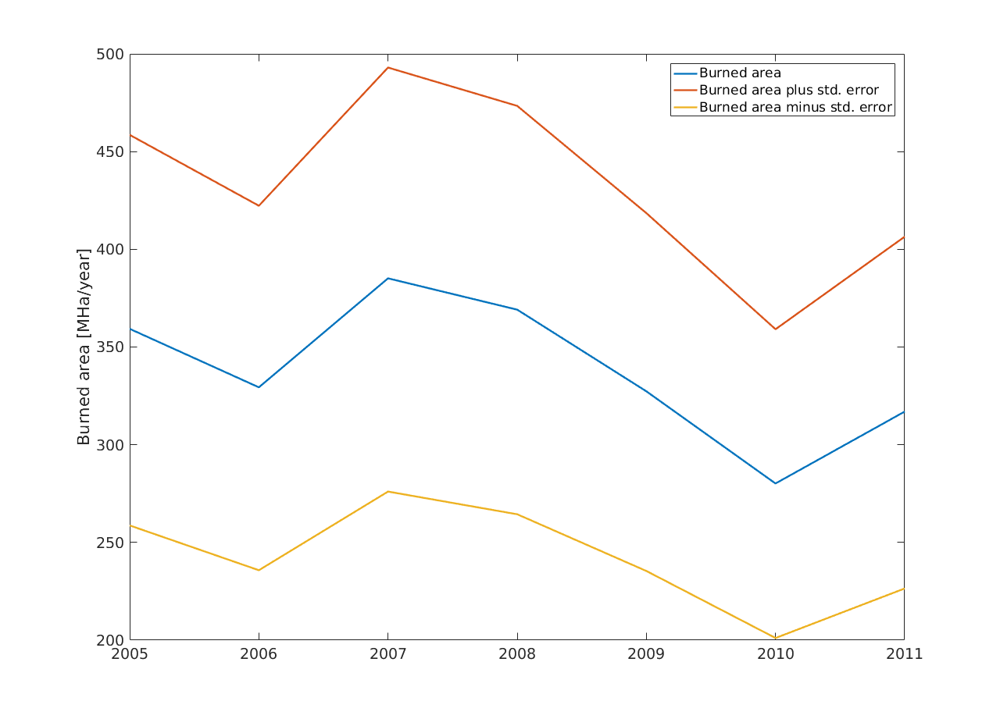 500
450
400
350
300
250
200
Burned area [MHa/year]
Burned area
Burned area plus std. error
Burned area minus std. error
2005 2006 2007 2008 2009 2010 2011